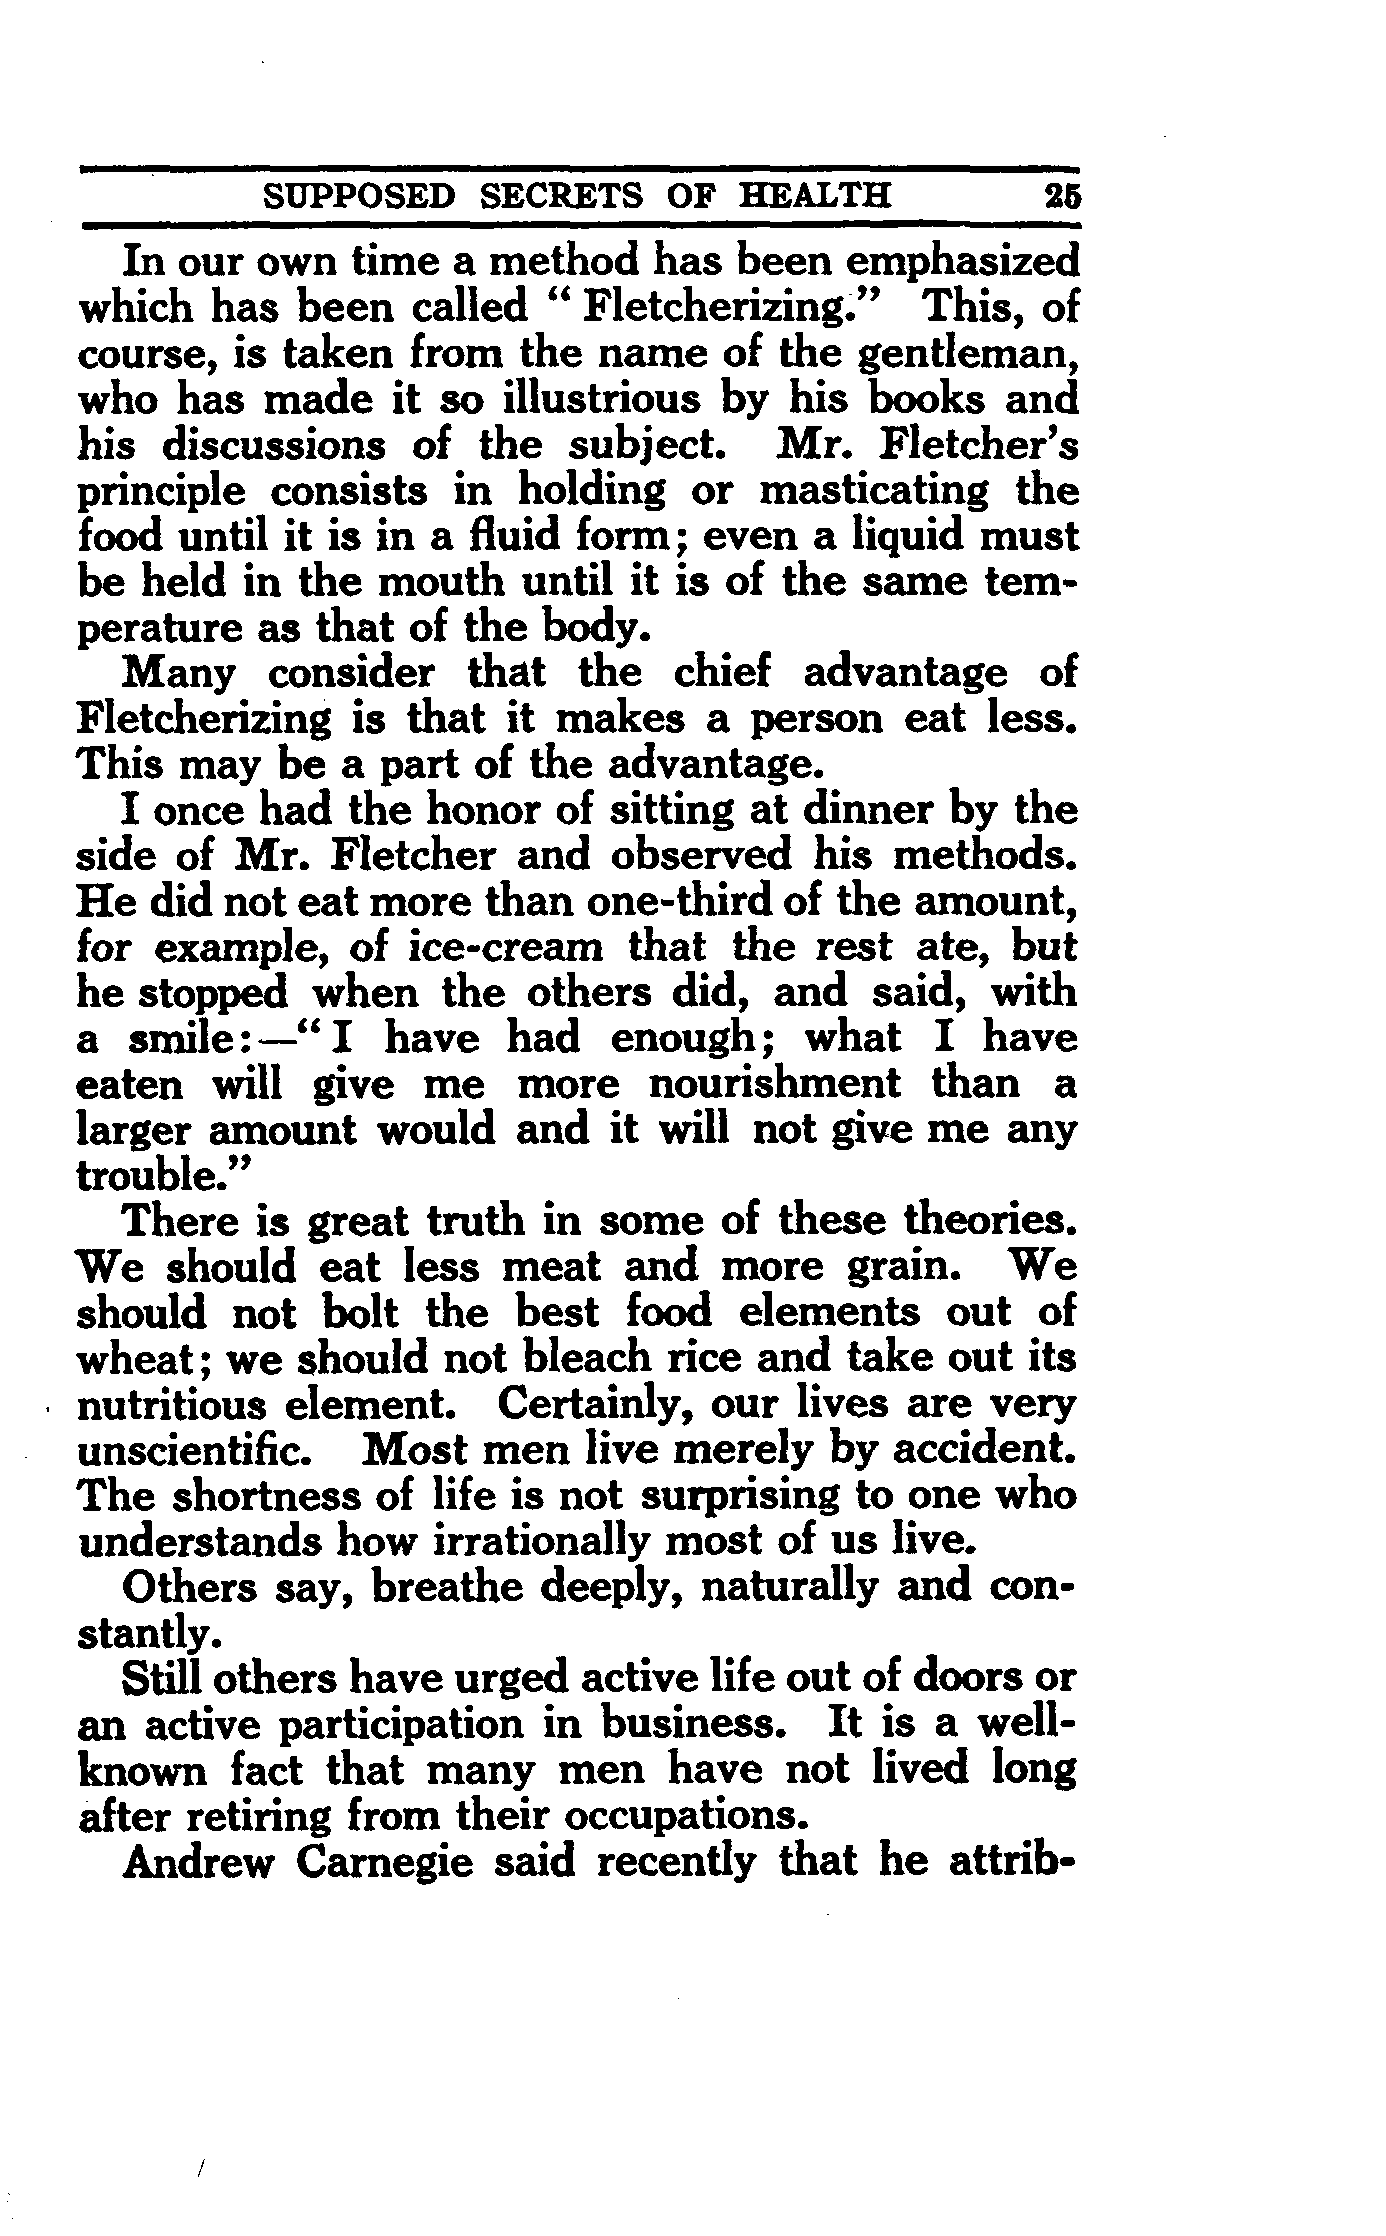 SUPPOSED SECRETS OF HEALTH 25
In our own time a method has been emphasized
which has been called “ Fletcherizing.” This, of
course, is taken from the name of the gentleman,
who has made it so illustrious by his books and
his discussions of the subject. Mr. Fletcher’s
principle consists in holding or masticating the
food until it is in a fluid form; even a liquid must
be held in the mouth until it is of the same tem-
perature as that of the body.
Many consider that the chief advantage of
Fletcherizing is that it makes a person eat less.
This may be a part of the advantage.
I once had the honor of sitting at dinner by the
side of Mr. Fletcher and observed his methods.
He did not eat more than one-third of the amount,
for example, of ice-cream that the rest ate, but
he stopped when the others did, and said, with
a smile:—“ I have had enough; what I have
eaten will give me more nourishment than a
larger amount would and it will not give me any
trouble.”
There is great truth in some of these theories.
We should eat less meat and more grain. We
should not bolt the best food elements out of
wheat; we should not bleach rice and take out its
nutritious element. Certainly, our lives are very
unscientific. Most men live merely by accident.
The shortness of life is not surprising to one who
understands how irrationally most of us live.
Others say, breathe deeply, naturally and con-
stantly.
Still others have urged active life out of doors or
an active participation in business. It is a well-
known fact that many men have not lived long
after retiring from their occupations.
Andrew Carnegie said recently that he attrib-